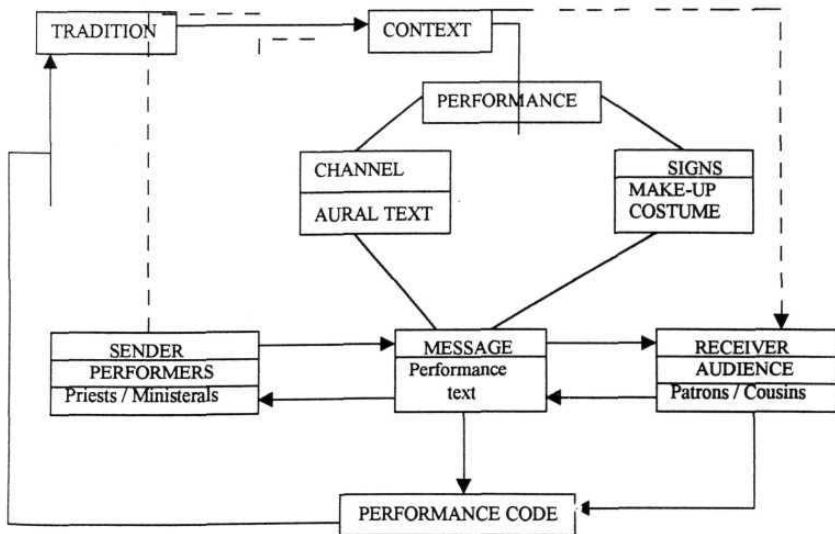 TRADITION
CONTEXT
PERFORMANCE
CHANNEL
AURAL TEXT
SIGNS
MAKE-UP
COSTUME
SENDER
PERFORMERS
Priests / Ministerals
MESSAGE
Performance
text
RECEIVER
AUDIENCE
Patrons / Cousins
PERFORMANCE CODE